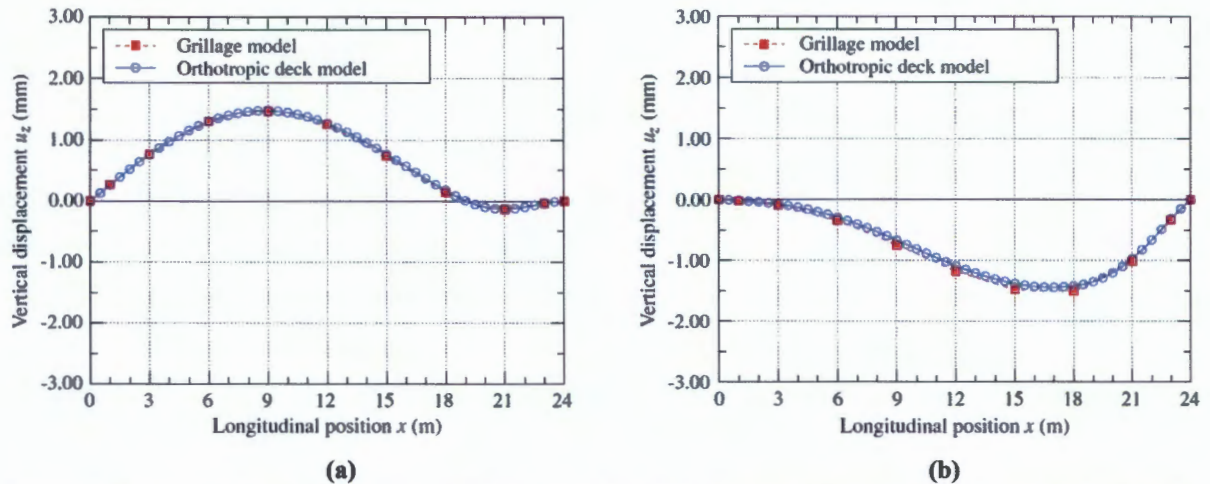 3.00
2.00
1.00
0.00
-1.00
-2.00
-3.00
Vertical displacement uz (mm)
Grillage model
Orthotropic deck model
0 3 6 9 12 15 18 21 24
Longitudinal position x (m)
(a)
3.00
2.00
1.00
0.00
-1.00
-2.00
-3.00
Vertical displacement uz (mm)
Grillage model
Orthotropic deck model
0 3 6 9 12 15 18 21 24
Longitudinal position x (m)
(b)